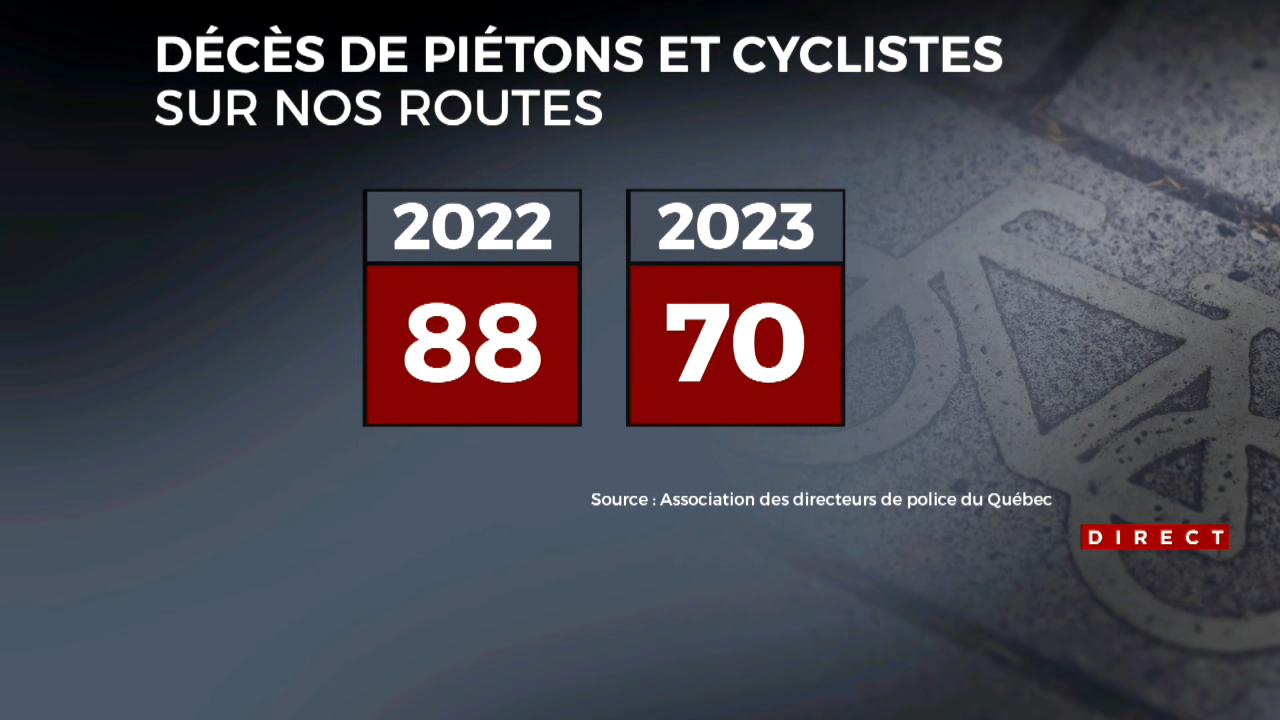 DÉCÈS DE PIÉTONS ET CYCLISTES
SUR NOS ROUTES
2022 2023
88 70
Source : Association des directeurs de police du Québec
DIRECT